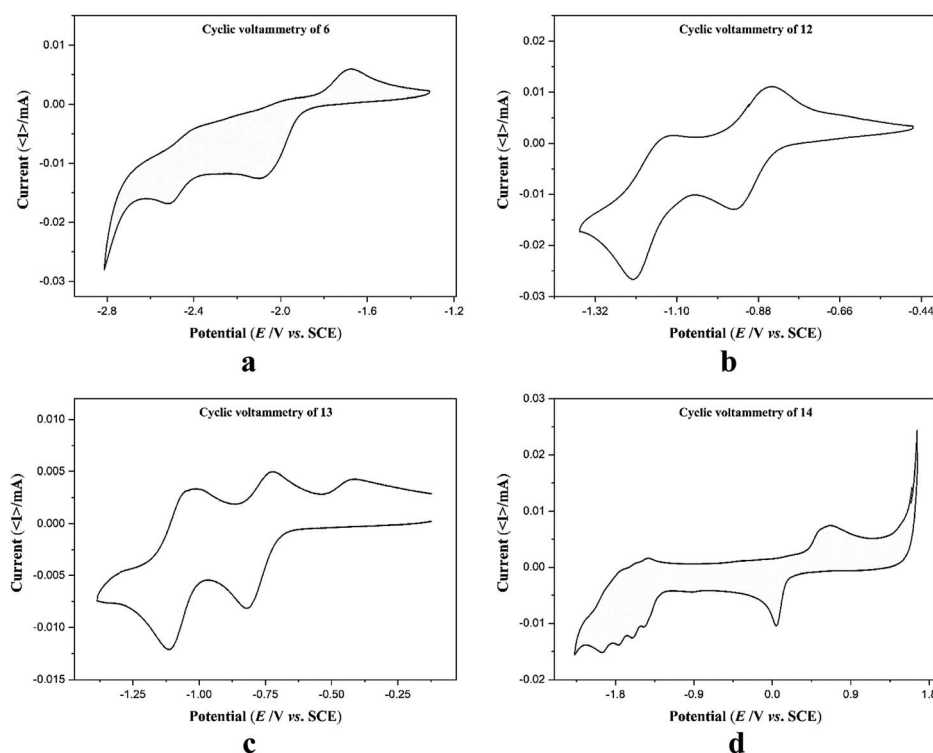 Cyclic voltammetry of 6
0.01
0.00
-0.01
-0.02
-0.03
Current (<I>/mA)
-2.8 -2.4 -2.0 -1.6 -1.2
Potential (E /V vs. SCE)
a
Cyclic voltammetry of 12
0.02
0.01
0.00
-0.01
-0.02
-0.03
Current (<I>/mA)
-1.32 -1.10 -0.88 -0.66 -0.44
Potential (E /V vs. SCE)
b
Cyclic voltammetry of 13
0.010
0.005
0.000
-0.005
-0.010
-0.015
Current (<I>/mA)
-1.25 -1.00 -0.75 -0.50 -0.25
Potential (E /V vs. SCE)
c
Cyclic voltammetry of 14
0.03
0.02
0.01
0.00
-0.01
-0.02
Current (<I>/mA)
-1.8 -0.9 0.0 0.9 1.8
Potential (E /V vs. SCE)
d